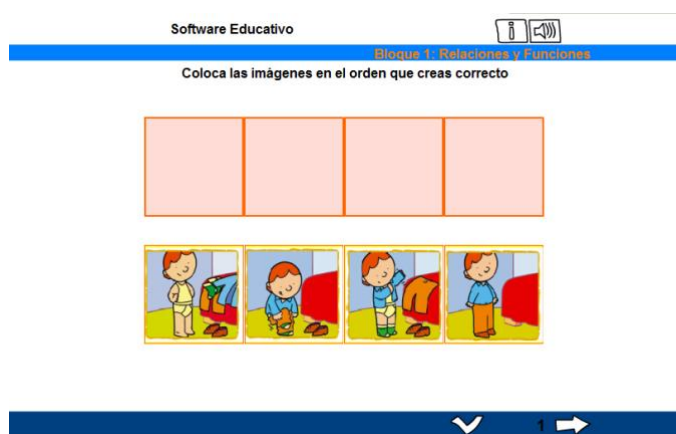 Software Educativo
i
Bloque 1: Relaciones y Funciones
Coloca las imágenes en el orden que creas correcto
1